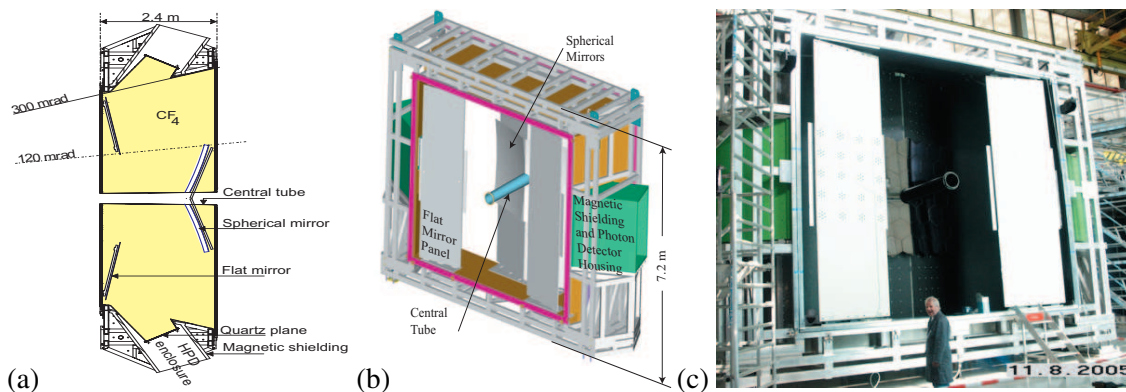 2.4 m
300 mrad
CF4
120 mrad
Central tube
Spherical mirror
Flat mirror
Quartz plane
HPD
enclosure
Magnetic shielding
(a)
Spherical
Mirrors
Flat
Mirror
Panel
Magnetic
Shielding
and Photon
Detector
Housing
Central
Tube
7.2 m
(b)
11.8.2005
(c)